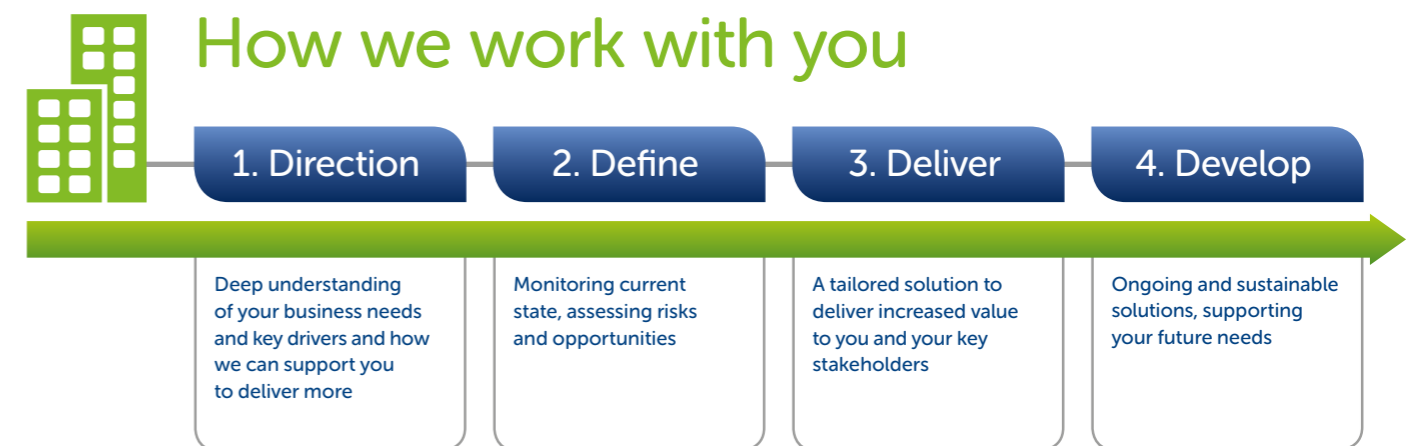 How we work with you
1. Direction
2. Define
3. Deliver
4. Develop
Deep understanding
of your business needs
and key drivers and how
we can support you
to deliver more
Monitoring current
state, assessing risks
and opportunities
A tailored solution to
deliver increased value
to you and your key
stakeholders
Ongoing and sustainable
solutions, supporting
your future needs